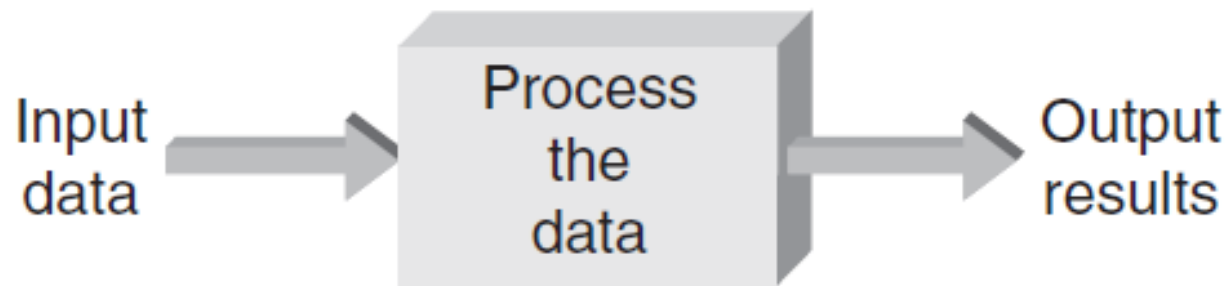 Input
data
Process
the
data
Output
results